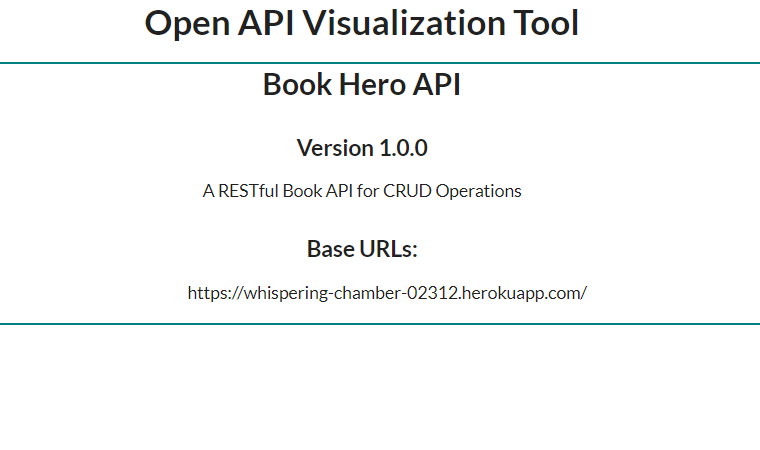 Open API Visualization Tool
Book Hero API
Version 1.0.0
A RESTful Book API for CRUD Operations
Base URLs:
https://whispering-chamber-02312.herokuapp.com/